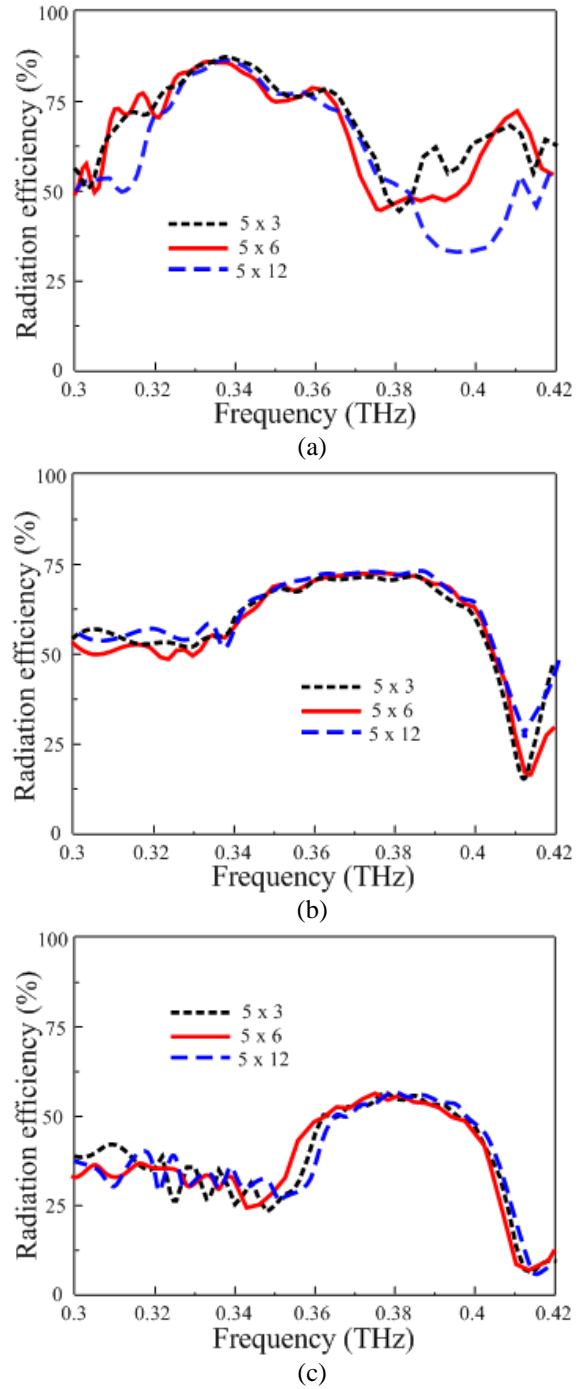 100
75
50
25
0
Radiation efficiency (%)
5 x 3
5 x 6
5 x 12
0.3 0.32 0.34 0.36 0.38 0.4 0.42
Frequency (THz)
(a)
100
75
50
25
0
Radiation efficiency (%)
5 x 3
5 x 6
5 x 12
0.3 0.32 0.34 0.36 0.38 0.4 0.42
Frequency (THz)
(b)
100
75
50
25
0
Radiation efficiency (%)
5 x 3
5 x 6
5 x 12
0.3 0.32 0.34 0.36 0.38 0.4 0.42
Frequency (THz)
(c)